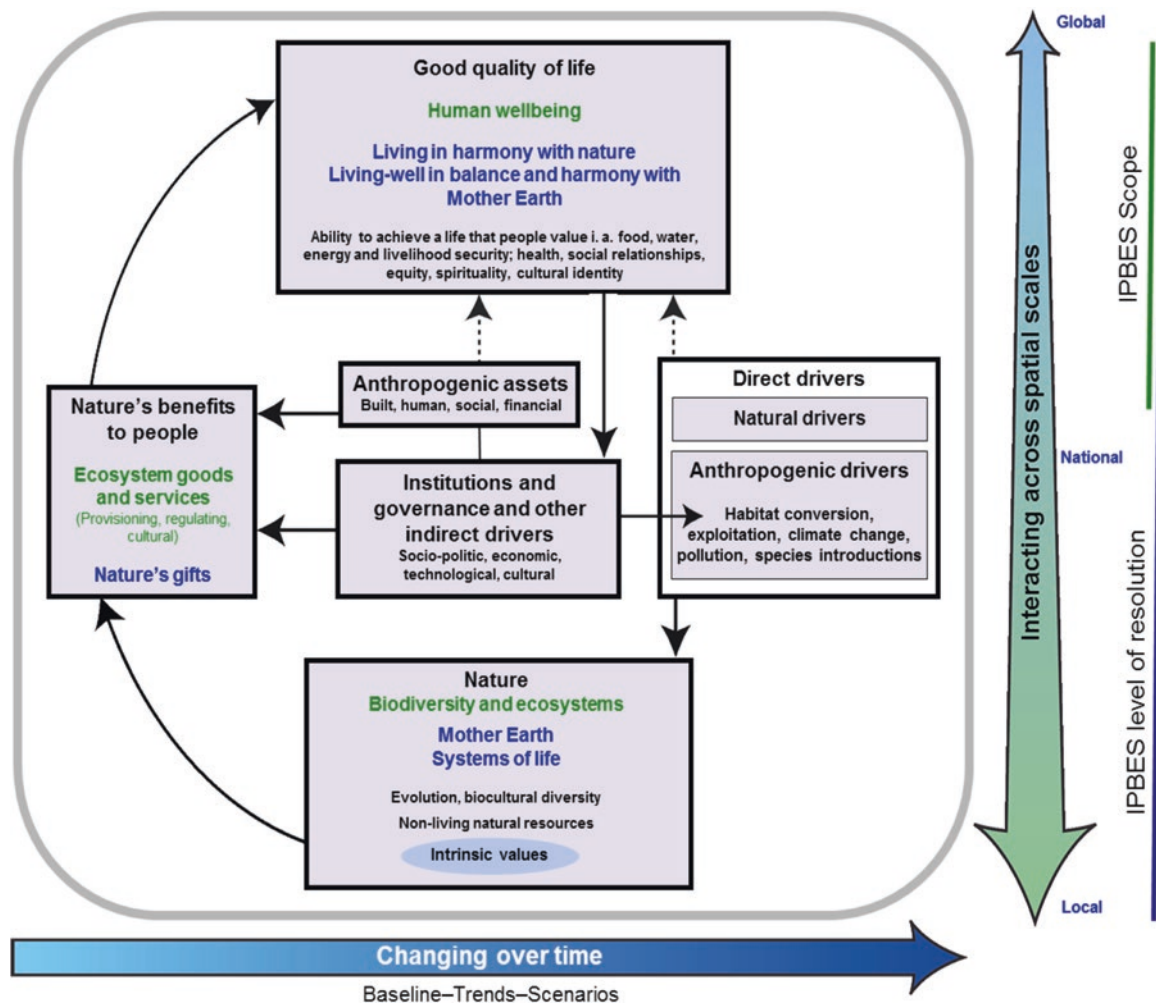 Good quality of life
Human wellbeing
Living in harmony with nature
Living-well in balance and harmony with
Mother Earth
Ability to achieve a life that people value i. a. food, water,
energy and livelihood security; health, social relationships,
equity, spirituality, cultural identity
Anthropogenic assets
Built, human, social, financial
Direct drivers
Natural drivers
Anthropogenic drivers
Habitat conversion,
exploitation, climate change,
pollution, species introductions
Nature's benefits
to people
Ecosystem goods
and services
(Provisioning, regulating,
cultural)
Nature's gifts
Institutions and
governance and other
indirect drivers
Socio-politic, economic,
technological, cultural
Nature
Biodiversity and ecosystems
Mother Earth
Systems of life
Evolution, biocultural diversity
Non-living natural resources
Intrinsic values
Changing over time
Baseline–Trends–Scenarios
Global
National
Local
Interacting across spatial scales
IPBES Scope
IPBES level of resolution